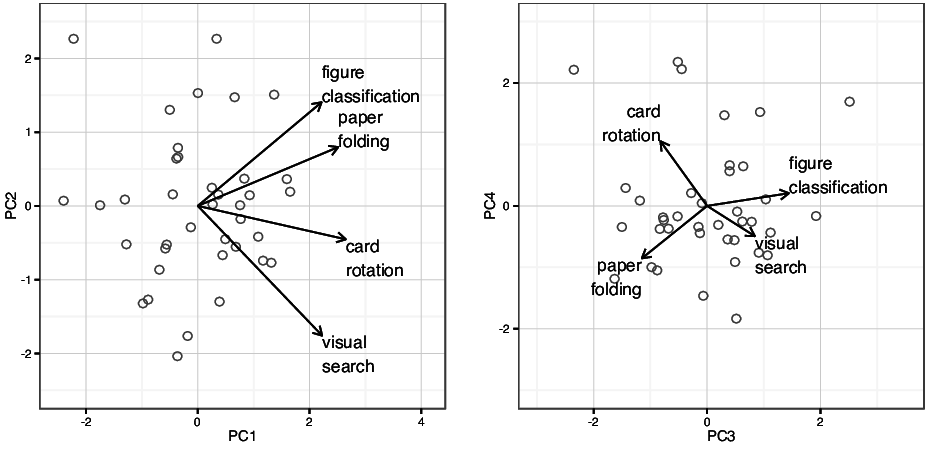 2
1
0
-1
-2
PC2
figure
classification
paper
folding
card
rotation
visual
search
-2
0
2
4
PC1
2
0
-2
PC4
card
rotation
figure
classification
visual
search
paper
folding
-2
0
2
PC3